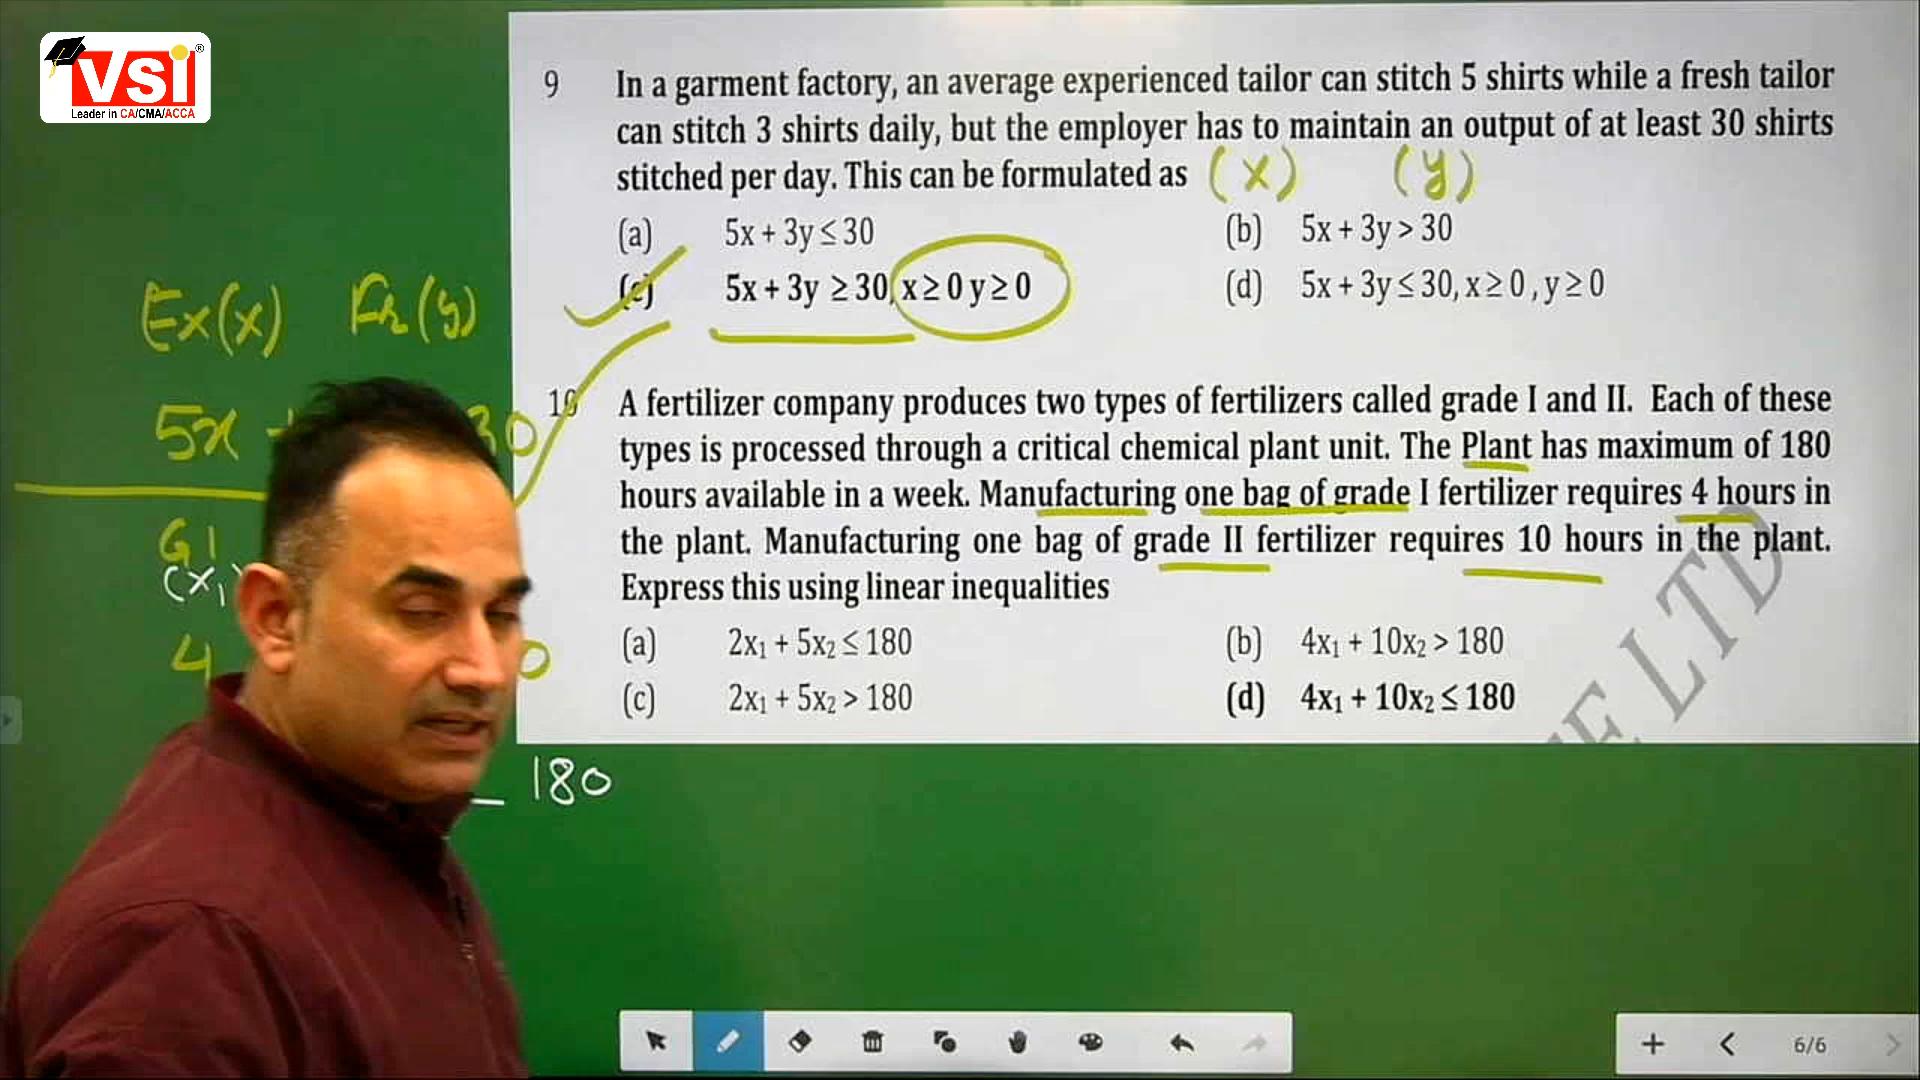 VSI®
Leader in CA/CMA/ACCA
9 In a garment factory, an average experienced tailor can stitch 5 shirts while a fresh tailor
can stitch 3 shirts daily, but the employer has to maintain an output of at least 30 shirts
stitched per day. This can be formulated as (x) (y)
(a) 5x + 3y ≤ 30 (b) 5x + 3y > 30
(c) 5x + 3y ≥ 30, x ≥ 0 y ≥ 0 (d) 5x + 3y ≤ 30, x ≥ 0 , y ≥ 0
Ex(x) Fr(y)
5x + 30
10 A fertilizer company produces two types of fertilizers called grade I and II. Each of these
types is processed through a critical chemical plant unit. The Plant has maximum of 180
hours available in a week. Manufacturing one bag of grade I fertilizer requires 4 hours in
the plant. Manufacturing one bag of grade II fertilizer requires 10 hours in the plant.
Express this using linear inequalities
(a) 2x₁ + 5x₂ ≤ 180 (b) 4x₁ + 10x₂ > 180
(c) 2x₁ + 5x₂ > 180 (d) 4x₁ + 10x₂ ≤ 180
G1
(x₁)
4 0
180
E LTD
6/6